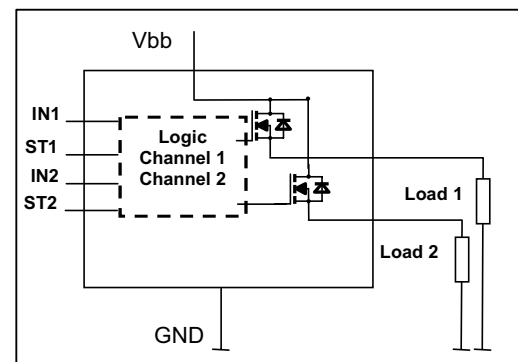 Vbb
IN1
ST1
IN2
ST2
Logic
Channel 1
Channel 2
Load 1
Load 2
GND